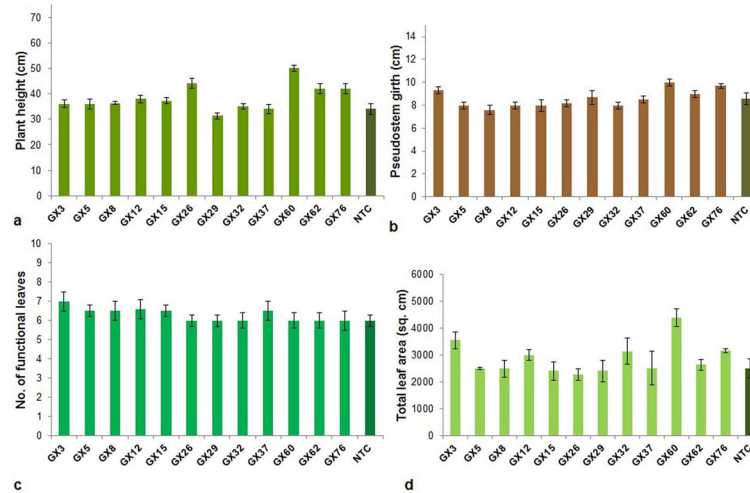 Plant height (cm)
70
60
50
40
30
20
10
0
GX3 GX5 GX8 GX12 GX15 GX26 GX29 GX32 GX37 GX60 GX62 GX76 NTC
a
Pseudostem girth (cm)
14
12
10
8
6
4
2
0
GX3 GX5 GX8 GX12 GX15 GX26 GX29 GX32 GX37 GX60 GX62 GX76 NTC
b
No. of functional leaves
10
9
8
7
6
5
4
3
2
1
0
GX3 GX5 GX8 GX12 GX15 GX26 GX29 GX32 GX37 GX60 GX62 GX76 NTC
c
Total leaf area (sq. cm)
6000
5000
4000
3000
2000
1000
0
GX3 GX5 GX8 GX12 GX15 GX26 GX29 GX32 GX37 GX60 GX62 GX76 NTC
d